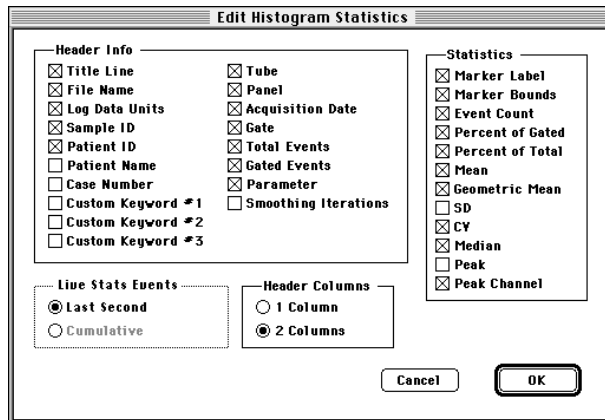 Edit Histogram Statistics
Header Info
Title Line
File Name
Log Data Units
Sample ID
Patient ID
Patient Name
Case Number
Custom Keyword #1
Custom Keyword #2
Custom Keyword #3
Tube
Panel
Acquisition Date
Gate
Total Events
Gated Events
Parameter
Smoothing Iterations
Statistics
Marker Label
Marker Bounds
Event Count
Percent of Gated
Percent of Total
Mean
Geometric Mean
SD
CV
Median
Peak
Peak Channel
Live Stats Events
Last Second
Cumulative
Header Columns
1 Column
2 Columns
Cancel
OK